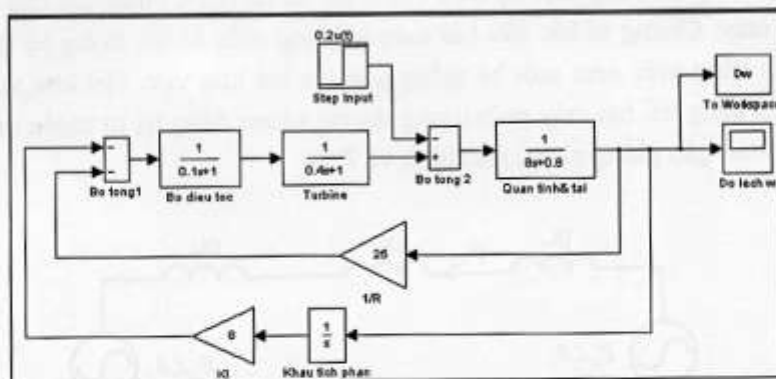 0.2u(t)
Step Input
Dw
To Workspace
1
0.1s+1
1
0.4s+1
1
8s+0.8
Bo tong1
Bo dieu toc
Turbine
Bo tong 2
Quan tinh& tai
Do lech w
25
1/R
6
1
s
Khau tich phan